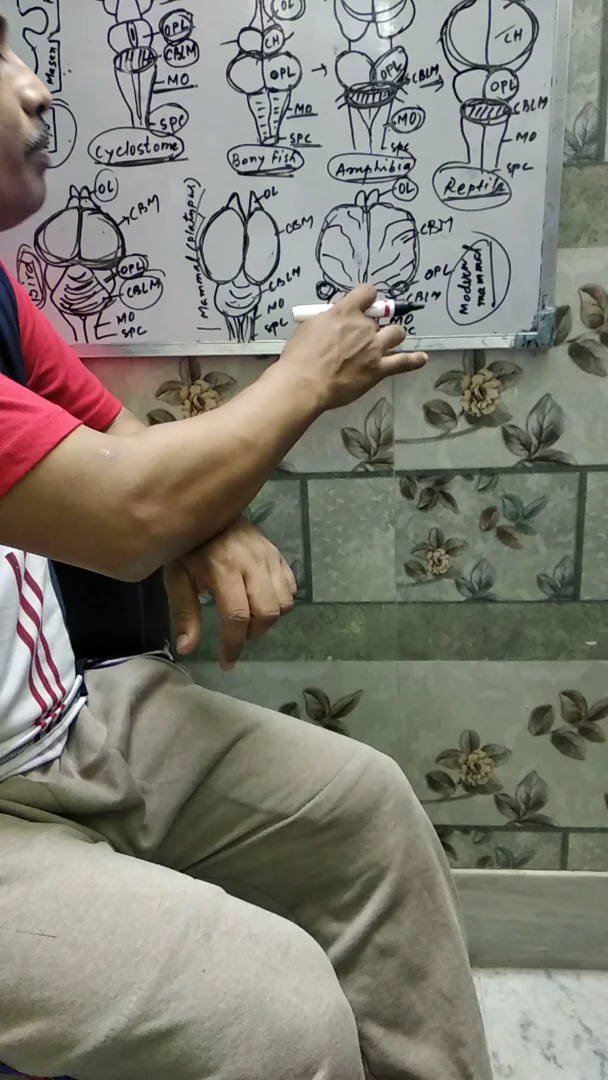 OPL
CBLM
MO
SPC
Cyclostome
OL
CH
OPL
MO
SPC
Bony Fish
OPL
CBLM
MO
SPC
Amphibia
CH
OPL
CBLM
MO
SPC
Reptile
OL
CBM
OPL
CBLM
MO
SPC
Mammal (platypus)
OL
CBM
CBLM
MO
SPC
OL
CBM
OPL
CBLM
MO
Modern
mammal